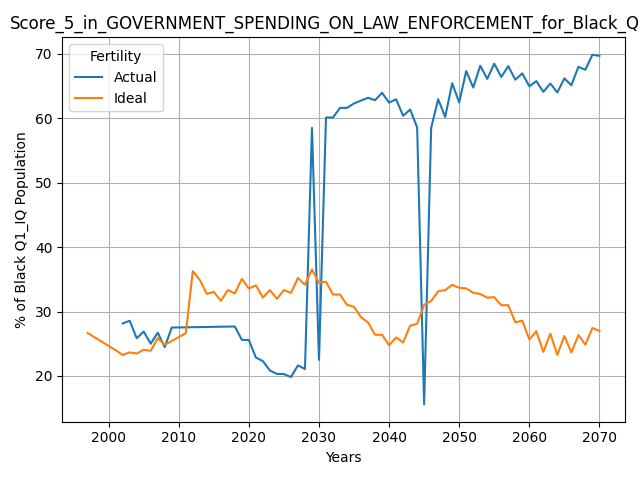 Score_5_in_GOVERNMENT_SPENDING_ON_LAW_ENFORCEMENT_for_Black_Q
Fertility
Actual
Ideal
% of Black Q1_IQ Population
70
60
50
40
30
20
2000 2010 2020 2030 2040 2050 2060 2070
Years